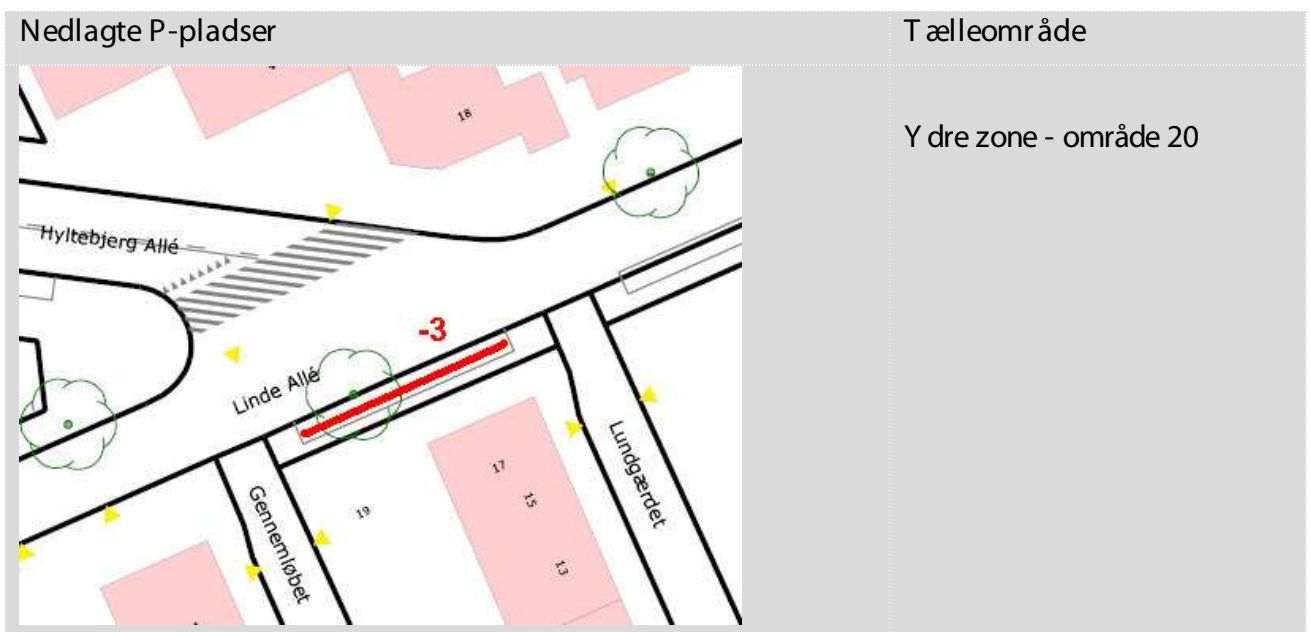 Nedlagte P-pladser
Tælleområde
Ydre zone - område 20
18
Hyltebjerg Allé
-3
Linde Allé
Lundgærdet
17
15
19
Gennemløbet
13